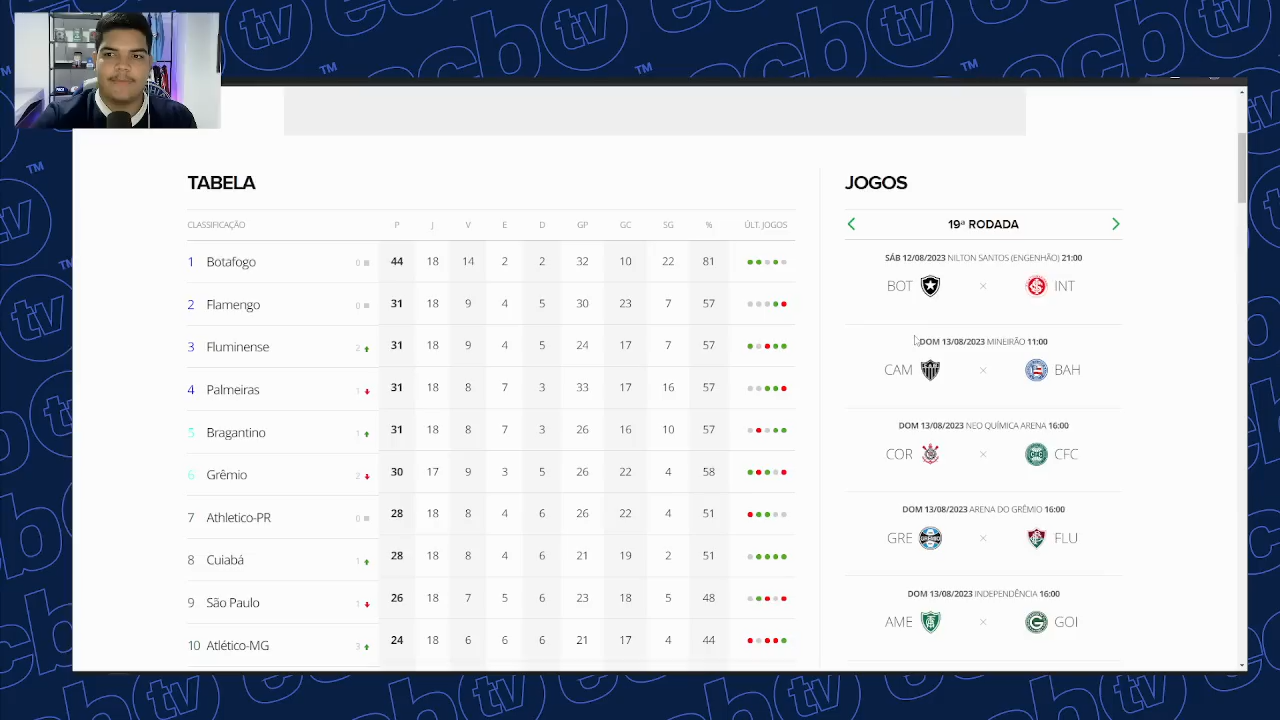 TABELA
CLASSIFICAÇÃO P J V E D GP GC SG % ÚLT. JOGOS
1 Botafogo 0 44 18 14 2 2 32 10 22 81
2 Flamengo 0 31 18 9 4 5 30 23 7 57
3 Fluminense 2 31 18 9 4 5 24 17 7 57
4 Palmeiras 1 31 18 8 7 3 33 17 16 57
5 Bragantino 1 31 18 8 7 3 26 16 10 57
6 Grêmio 2 30 17 9 3 5 26 22 4 58
7 Athletico-PR 0 28 18 8 4 6 26 22 4 51
8 Cuiabá 1 28 18 8 4 6 21 19 2 51
9 São Paulo 1 26 18 7 5 6 23 18 5 48
10 Atlético-MG 3 24 18 6 6 6 21 17 4 44
JOGOS
19ª RODADA
SÁB 12/08/2023 NILTON SANTOS (ENGENHÃO) 21:00
BOT × INT
DOM 13/08/2023 MINEIRÃO 11:00
CAM × BAH
DOM 13/08/2023 NEO QUÍMICA ARENA 16:00
COR × CFC
DOM 13/08/2023 ARENA DO GRÊMIO 16:00
GRE × FLU
DOM 13/08/2023 INDEPENDÊNCIA 16:00
AME × GOI
ecbtv
TM